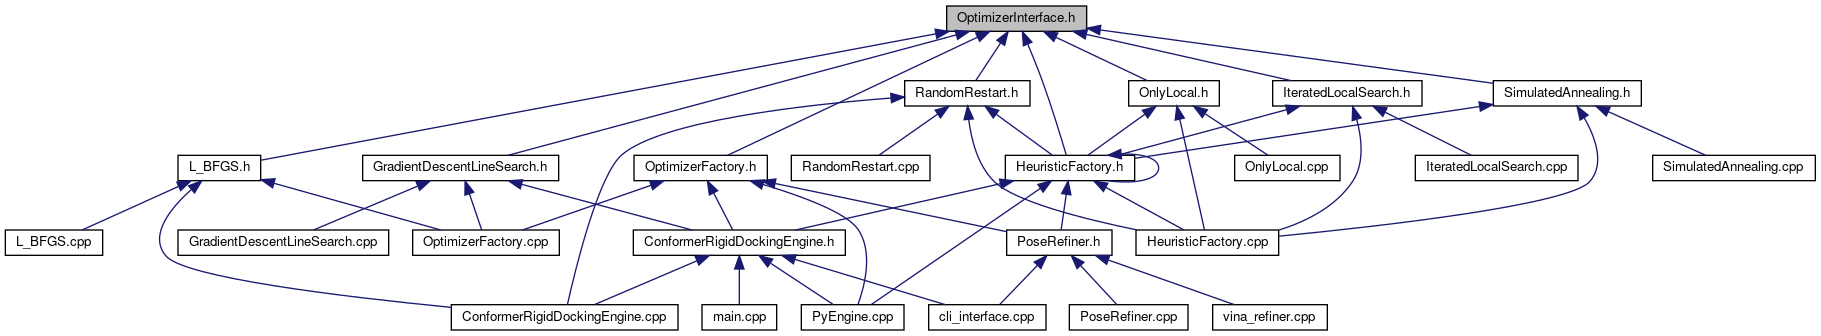 OptimizerInterface.h
RandomRestart.h
OnlyLocal.h
IteratedLocalSearch.h
SimulatedAnnealing.h
L_BFGS.h
GradientDescentLineSearch.h
OptimizerFactory.h
RandomRestart.cpp
HeuristicFactory.h
OnlyLocal.cpp
IteratedLocalSearch.cpp
SimulatedAnnealing.cpp
L_BFGS.cpp
GradientDescentLineSearch.cpp
OptimizerFactory.cpp
ConformerRigidDockingEngine.h
PoseRefiner.h
HeuristicFactory.cpp
ConformerRigidDockingEngine.cpp
main.cpp
PyEngine.cpp
cli_interface.cpp
PoseRefiner.cpp
vina_refiner.cpp